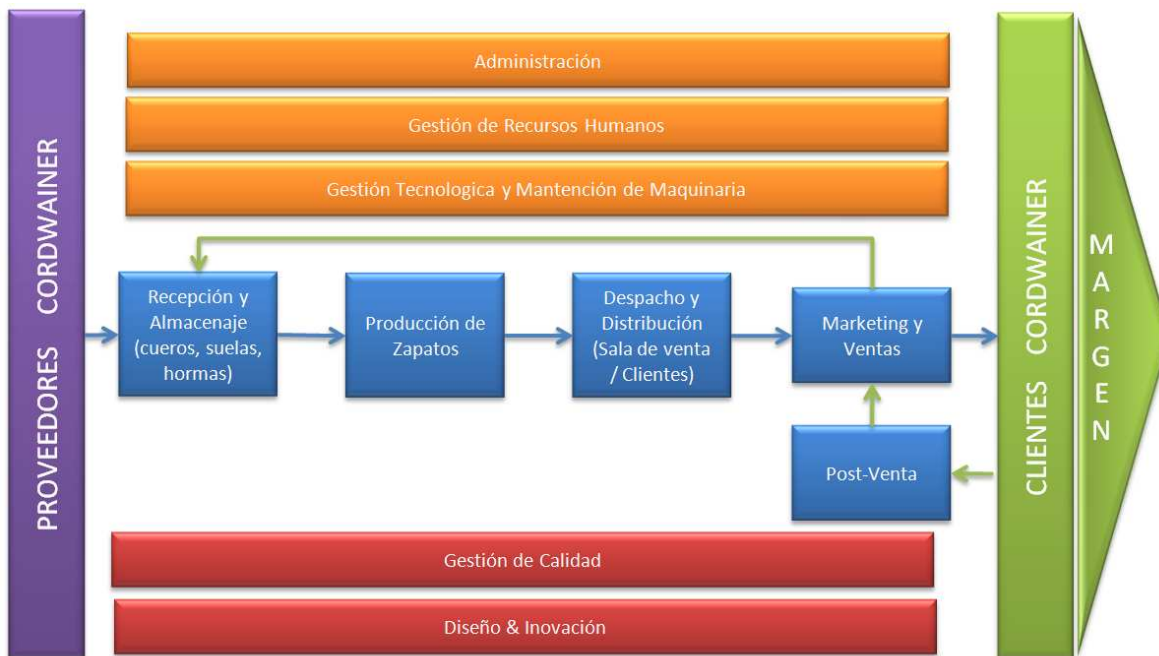 PROVEEDORES CORDWAINER
Administración
Gestión de Recursos Humanos
Gestión Tecnologica y Mantención de Maquinaria
Recepción y
Almacenaje
(cueros, suelas,
hormas)
Producción de
Zapatos
Despacho y
Distribución
(Sala de venta
/ Clientes)
Marketing y
Ventas
Post-Venta
Gestión de Calidad
Diseño & Inovación
CLIENTES CORDWAINER
MARGEN